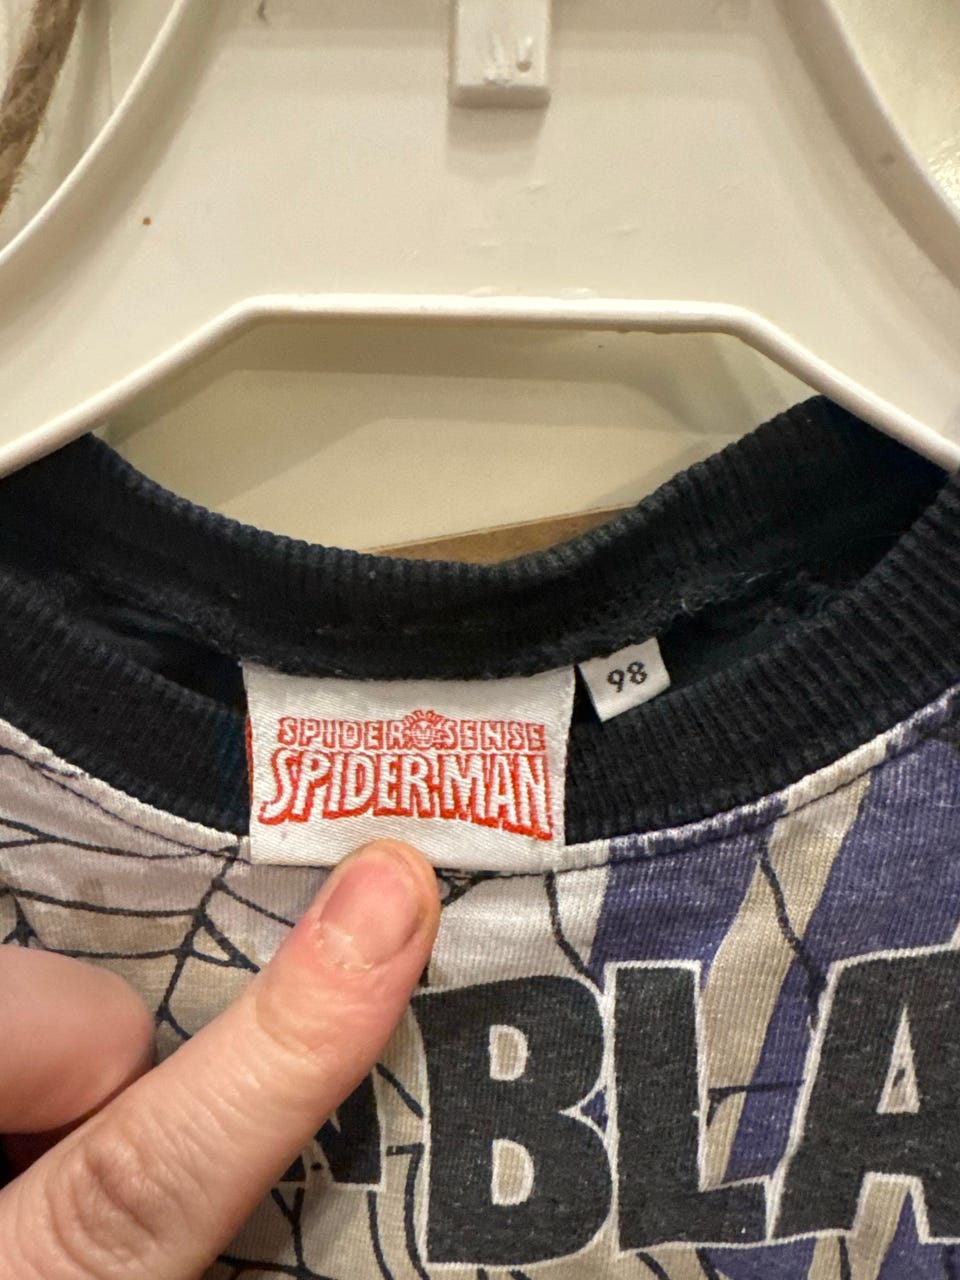 98
SPIDER SENSE
SPIDER-MAN
BLA